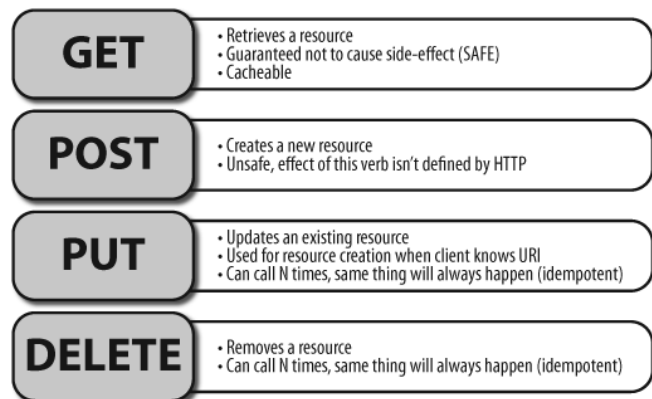 GET
• Retrieves a resource
• Guaranteed not to cause side-effect (SAFE)
• Cacheable
POST
• Creates a new resource
• Unsafe, effect of this verb isn't defined by HTTP
PUT
• Updates an existing resource
• Used for resource creation when client knows URI
• Can call N times, same thing will always happen (idempotent)
DELETE
• Removes a resource
• Can call N times, same thing will always happen (idempotent)